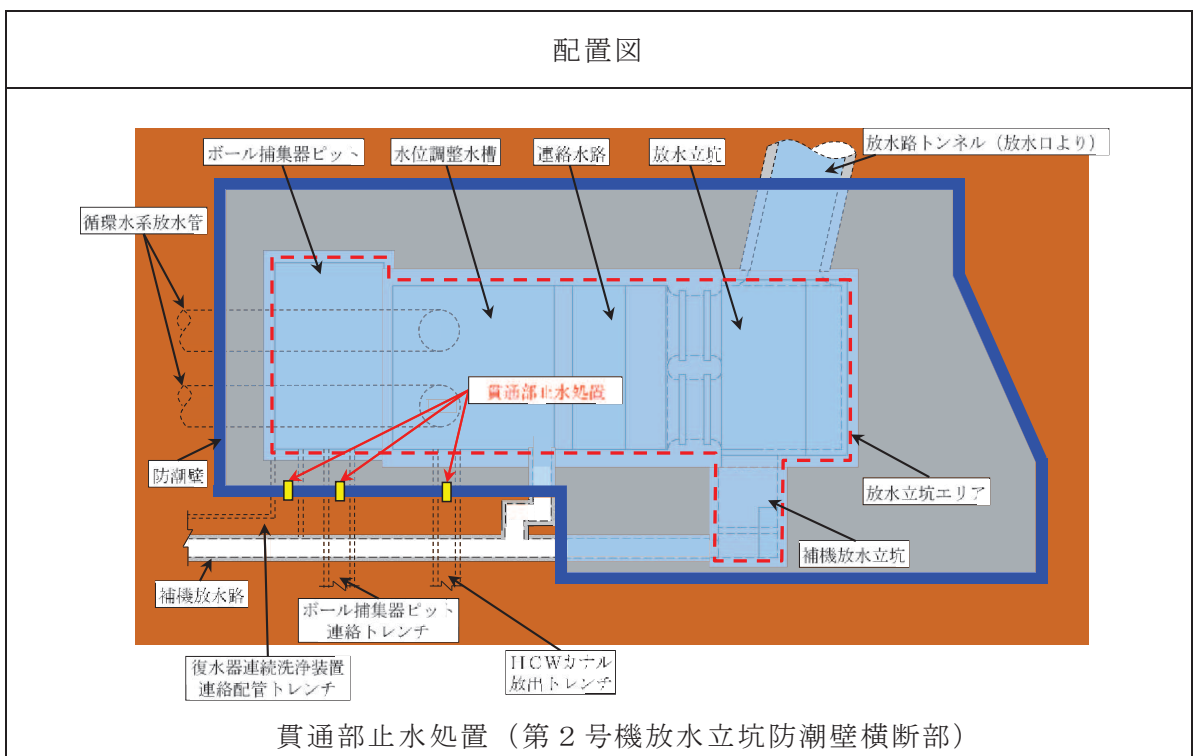 配置図
ボール捕集器ピット
水位調整水槽
連絡水路
放水立坑
放水路トンネル（放水口より）
循環水系放水管
貫通部止水処置
防潮壁
放水立坑エリア
補機放水立坑
補機放水路
ボール捕集器ピット
連絡トレンチ
復水器連続洗浄装置
連絡配管トレンチ
HCWカナル
放出トレンチ
貫通部止水処置（第２号機放水立坑防潮壁横断部）